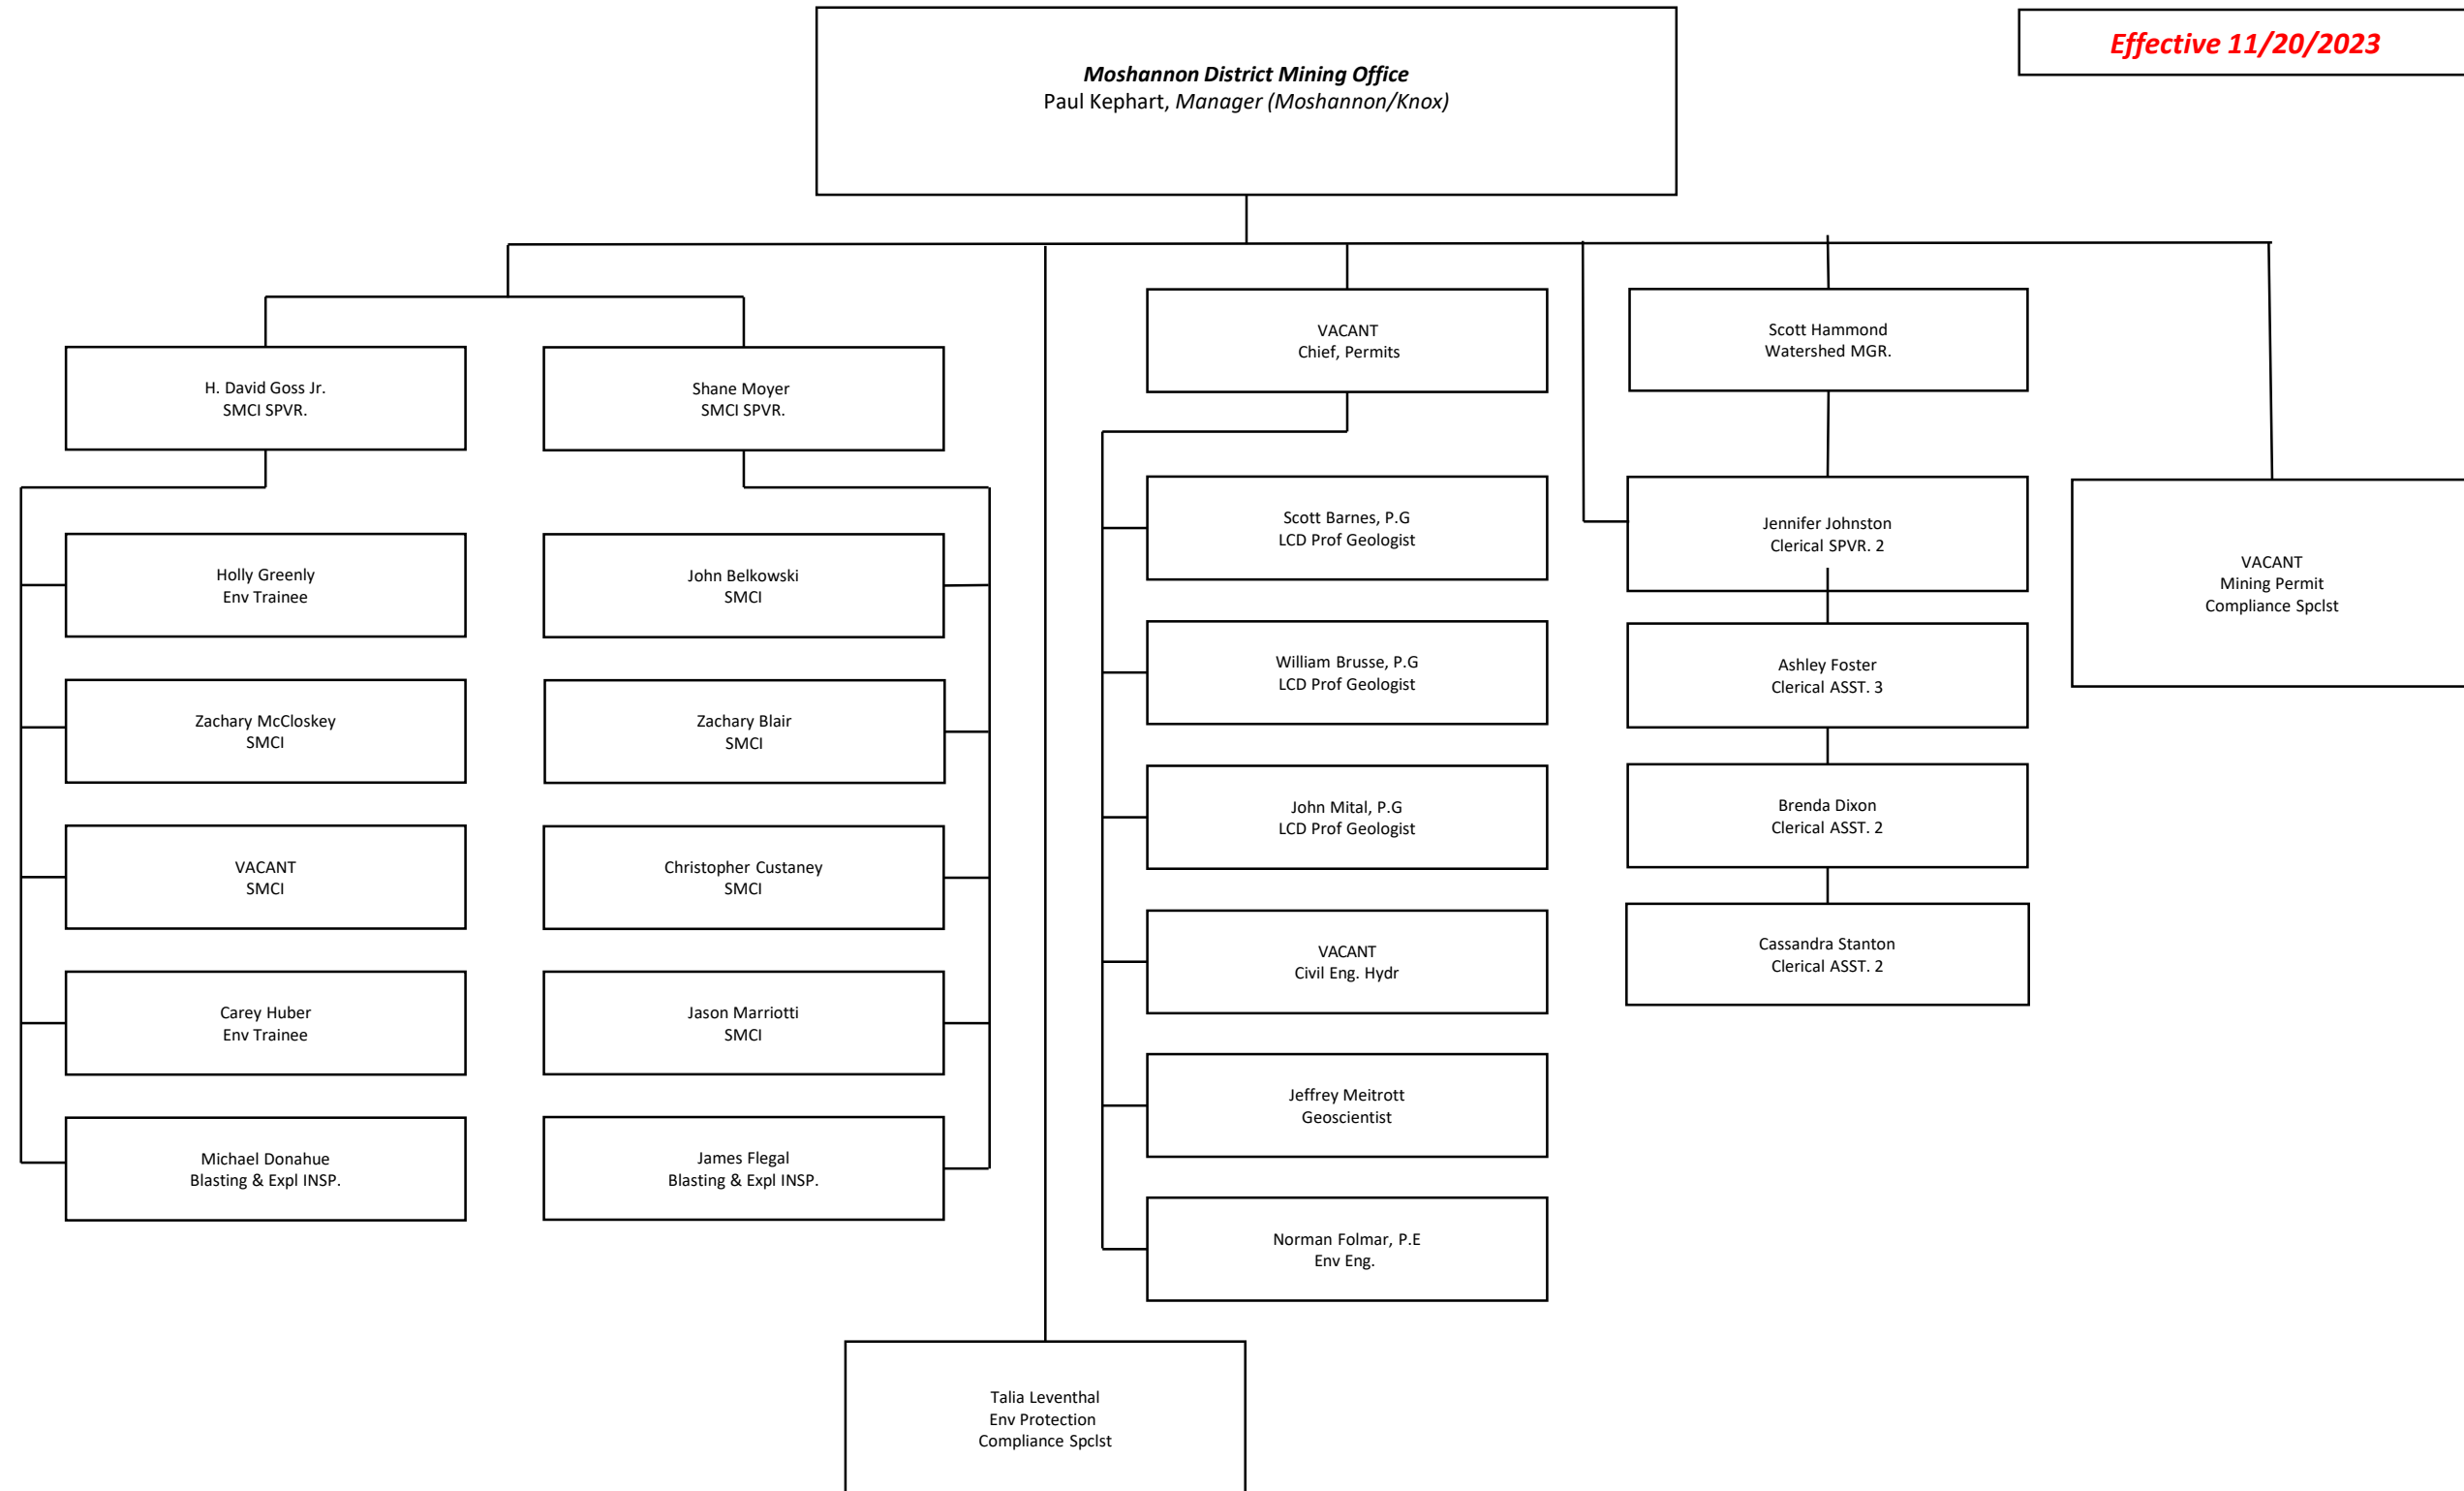 Moshannon District Mining Office
Paul Kephart, Manager (Moshannon/Knox)
Effective 11/20/2023
H. David Goss Jr.
SMCI SPVR.
Holly Greenly
Env Trainee
Zachary McCloskey
SMCI
VACANT
SMCI
Carey Huber
Env Trainee
Michael Donahue
Blasting & Expl INSP.
Shane Moyer
SMCI SPVR.
John Belkowski
SMCI
Zachary Blair
SMCI
Christopher Custaney
SMCI
Jason Marriotti
SMCI
James Flegal
Blasting & Expl INSP.
Talia Leventhal
Env Protection
Compliance Spclst
VACANT
Chief, Permits
Scott Barnes, P.G
LCD Prof Geologist
William Brusse, P.G
LCD Prof Geologist
John Mital, P.G
LCD Prof Geologist
VACANT
Civil Eng. Hydr
Jeffrey Meitrott
Geoscientist
Norman Folmar, P.E
Env Eng.
Scott Hammond
Watershed MGR.
Jennifer Johnston
Clerical SPVR. 2
Ashley Foster
Clerical ASST. 3
Brenda Dixon
Clerical ASST. 2
Cassandra Stanton
Clerical ASST. 2
VACANT
Mining Permit
Compliance Spclst